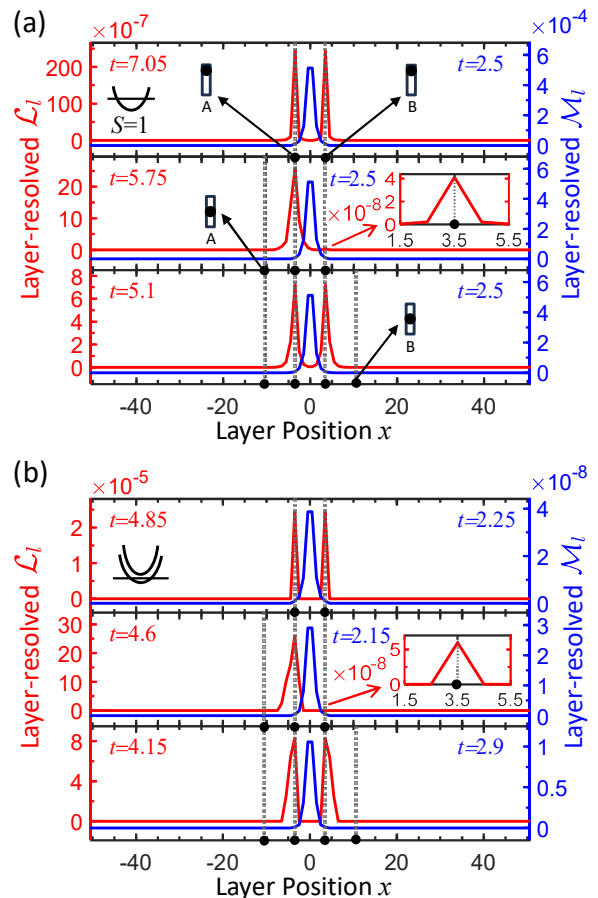 (a)
×10⁻⁷
×10⁻⁴
Layer-resolved ℒₗ
Layer-resolved ℳₗ
200
150
100
50
0
t=7.05
S=1
A
B
t=2.5
6
4
2
0
20
10
0
t=5.75
A
t=2.5
×10⁻⁸
4
2
0
1.5
3.5
5.5
6
4
2
0
8
6
4
2
0
t=5.1
t=2.5
B
6
4
2
0
-40
-20
0
20
40
Layer Position x
(b)
×10⁻⁵
×10⁻⁸
Layer-resolved ℒₗ
Layer-resolved ℳₗ
2
1
0
t=4.85
t=2.25
4
2
0
30
20
10
0
t=4.6
t=2.15
×10⁻⁸
5
0
1.5
3.5
5.5
3
2
1
0
8
4
0
t=4.15
t=2.9
1
0.5
0
-40
-20
0
20
40
Layer Position x